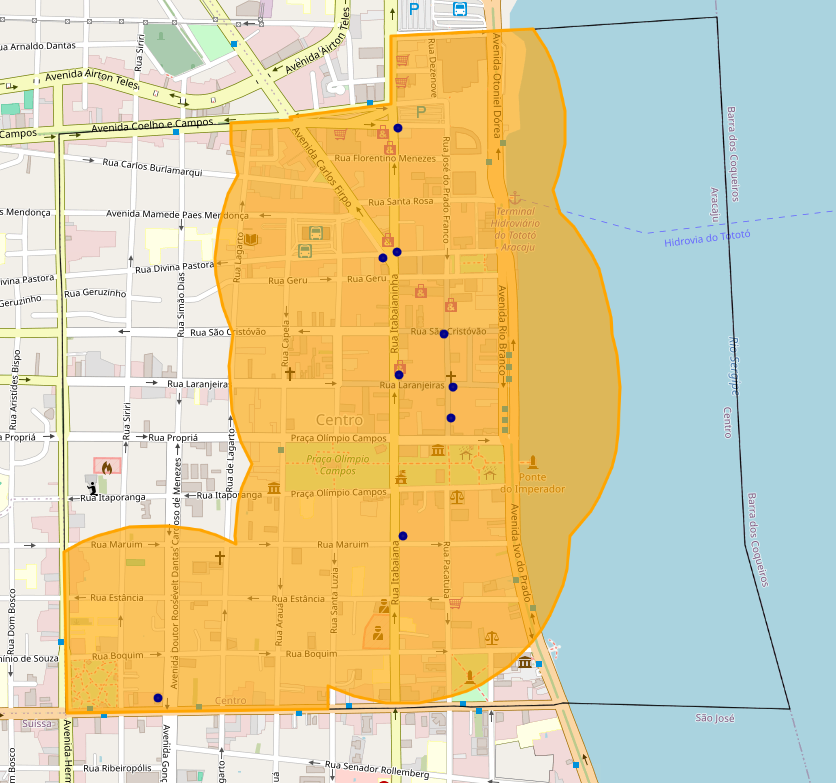 P
Rua Arnaldo Dantas
Rua Siriri
Avenida Airton Teles
Avenida Airton Teles
Rua Dezenove
Avenida Otoniel Dórea
Campos
Avenida Coelho e Campos
P
Avenida Carlos Firpo
Rua Florentino Menezes
Rua José do Prado Franco
Rua Carlos Burlamarqui
Barra dos Coqueiros
Aracaju
s Mendonça
Avenida Mamede Paes Mendonça
Rua Santa Rosa
Terminal
Hidroviário
do Tototó
Aracaju
Hidrovia do Tototó
Rua Lagarto
Divina Pastora
Rua Divina Pastora
Rua Geru
Rua Geru
Geruzinho
Rua Geruzinho
Rua Simão Dias
Rua Itabaianinha
Avenida Rio Branco
Rua São Cristóvão
Rua São Cristóvão
Rua Capela
Rua Aristides Bispo
Rua Laranjeiras
Rua Laranjeiras
Rio Sergipe
Centro
Rua Siriri
Centro
a Propriá
Rua Propriá
Rua de Lagarto
Praça Olímpio Campos
Praça Olímpio
Campos
Ponte
do Imperador
Rua Itaporanga
Rua Itaporanga
Praça Olímpio Campos
Barra dos Coqueiros
Avenida Ivo do Prado
Rua Maruim
Rua Maruim
Avenida Doutor Roosevelt Dantas Cardoso de Menezes
Rua Itabaiana
Rua Pacatuba
Rua Dom Bosco
Rua Estância
Rua Arauá
Rua Santa Luzia
Rua Estância
ínio de Souza
Rua Boquim
Rua Boquim
Centro
Suíssa
São José
Avenida Herm
Avenida Gonç
garto
uá
m Bosco
Rua Ribeirópolis
Rua Senador Rollemberg